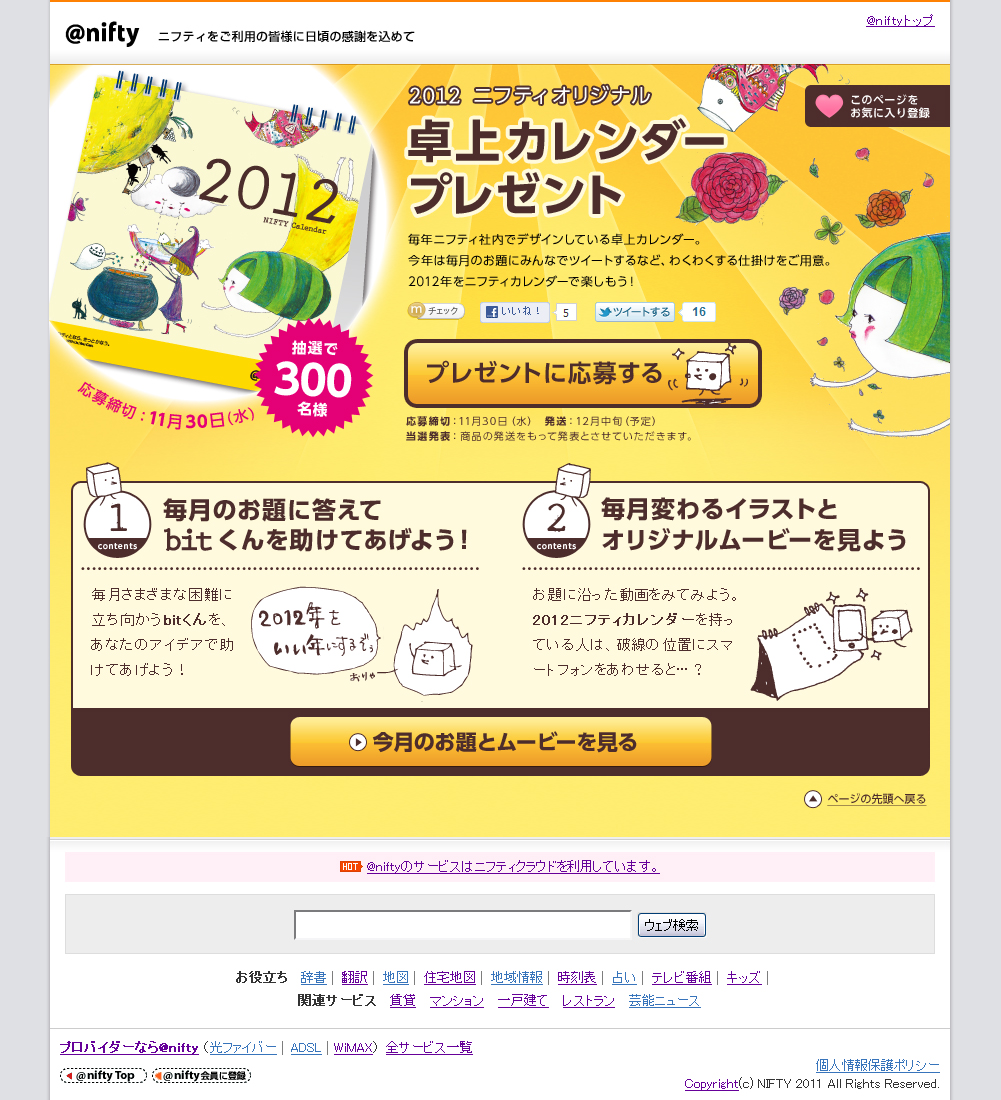 @nifty
ニフティをご利用の皆様に日頃の感謝を込めて
@niftyトップ
2012
NIFTY Calendar
2012 ニフティオリジナル
卓上カレンダー
プレゼント
このページを
お気に入り登録
毎年ニフティ社内でデザインしている卓上カレンダー。
今年は毎月のお題にみんなでツイートするなど、わくわくする仕掛けをご用意。
2012年をニフティカレンダーで楽しもう!
m チェック
いいね! 5
ツイートする 16
抽選で
300
名様
応募締切：11月30日(水)
プレゼントに応募する
応募締切：11月30日（水） 発送：12月中旬（予定）
当選発表：商品の発送をもって発表とさせていただきます。
1
contents
毎月のお題に答えて
bitくんを助けてあげよう！
毎月さまざまな困難に
立ち向かうbitくんを、
あなたのアイデアで助
けてあげよう！
2012年を
いい年にするぞぅ
おりゃー
2
contents
毎月変わるイラストと
オリジナルムービーを見よう
お題に沿った動画をみてみよう。
2012ニフティカレンダーを持っ
ている人は、破線の位置にスマ
ートフォンをあわせると…？
今月のお題とムービーを見る
ページの先頭へ戻る
HOT @niftyのサービスはニフティクラウドを利用しています。
ウェブ検索
お役立ち 辞書｜翻訳｜地図｜住宅地図｜地域情報｜時刻表｜占い｜テレビ番組｜キッズ｜
関連サービス 賃貸 マンション 一戸建て レストラン 芸能ニュース
プロバイダーなら@nifty（光ファイバー｜ADSL｜WiMAX）全サービス一覧
@nifty Top @nifty会員に登録
個人情報保護ポリシー
Copyright(c) NIFTY 2011 All Rights Reserved.